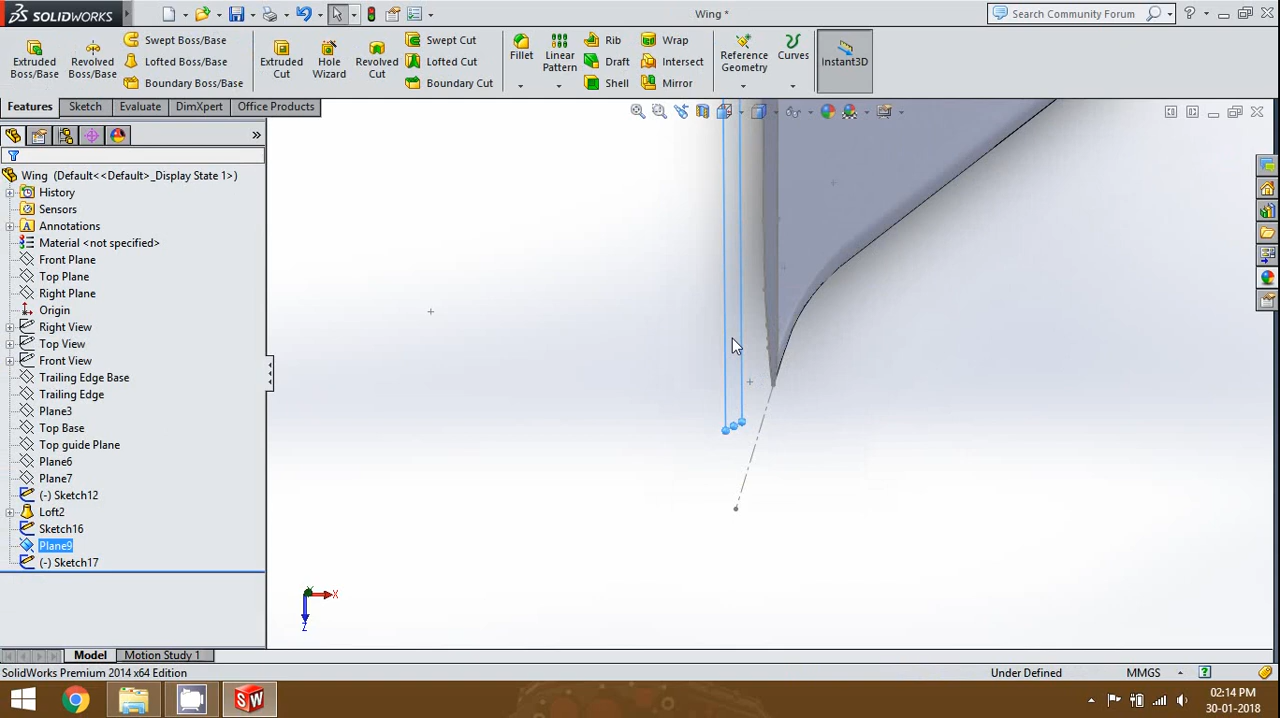 SOLIDWORKS
Wing *
Search Community Forum
Extruded Boss/Base
Revolved Boss/Base
Swept Boss/Base
Lofted Boss/Base
Boundary Boss/Base
Extruded Cut
Hole Wizard
Revolved Cut
Swept Cut
Lofted Cut
Boundary Cut
Fillet
Linear Pattern
Rib
Draft
Shell
Wrap
Intersect
Mirror
Reference Geometry
Curves
Instant3D
Features
Sketch
Evaluate
DimXpert
Office Products
Wing (Default<<Default>_Display State 1>)
History
Sensors
Annotations
Material <not specified>
Front Plane
Top Plane
Right Plane
Origin
Right View
Top View
Front View
Trailing Edge Base
Trailing Edge
Plane3
Top Base
Top guide Plane
Plane6
Plane7
(-) Sketch12
Loft2
Sketch16
Plane9
(-) Sketch17
X
Z
Model
Motion Study 1
SolidWorks Premium 2014 x64 Edition
Under Defined
MMGS
SW
02:14 PM
30-01-2018